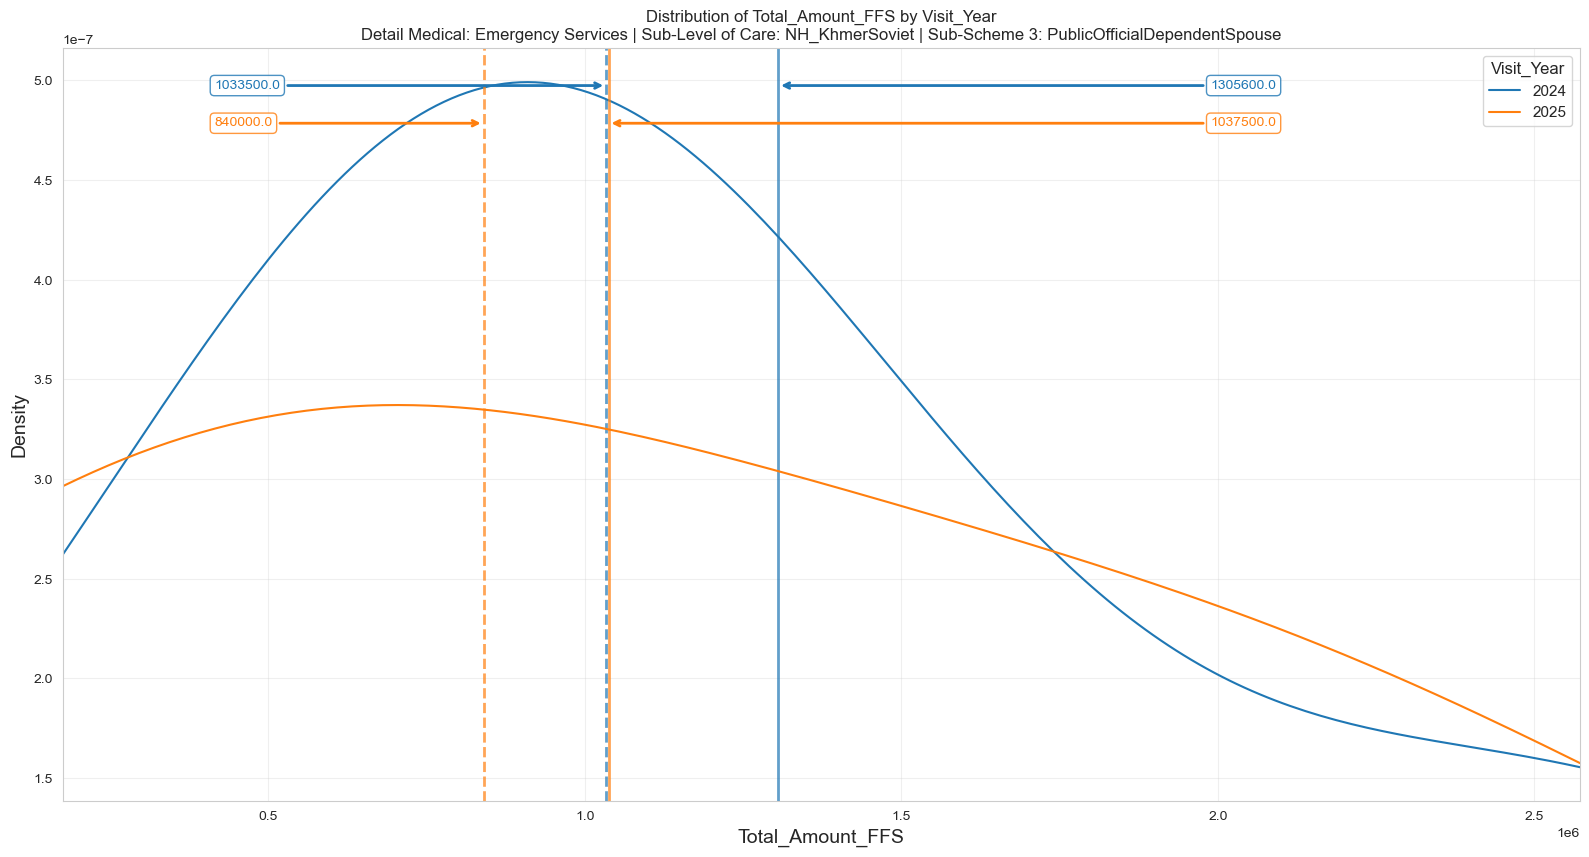 Distribution of Total_Amount_FFS by Visit_Year
Detail Medical: Emergency Services | Sub-Level of Care: NH_KhmerSoviet | Sub-Scheme 3: PublicOfficialDependentSpouse
1e−7
Visit_Year
2024
2025
1033500.0
1305600.0
840000.0
1037500.0
5.0
4.5
4.0
3.5
3.0
2.5
2.0
1.5
Density
0.5
1.0
1.5
2.0
2.5
1e6
Total_Amount_FFS